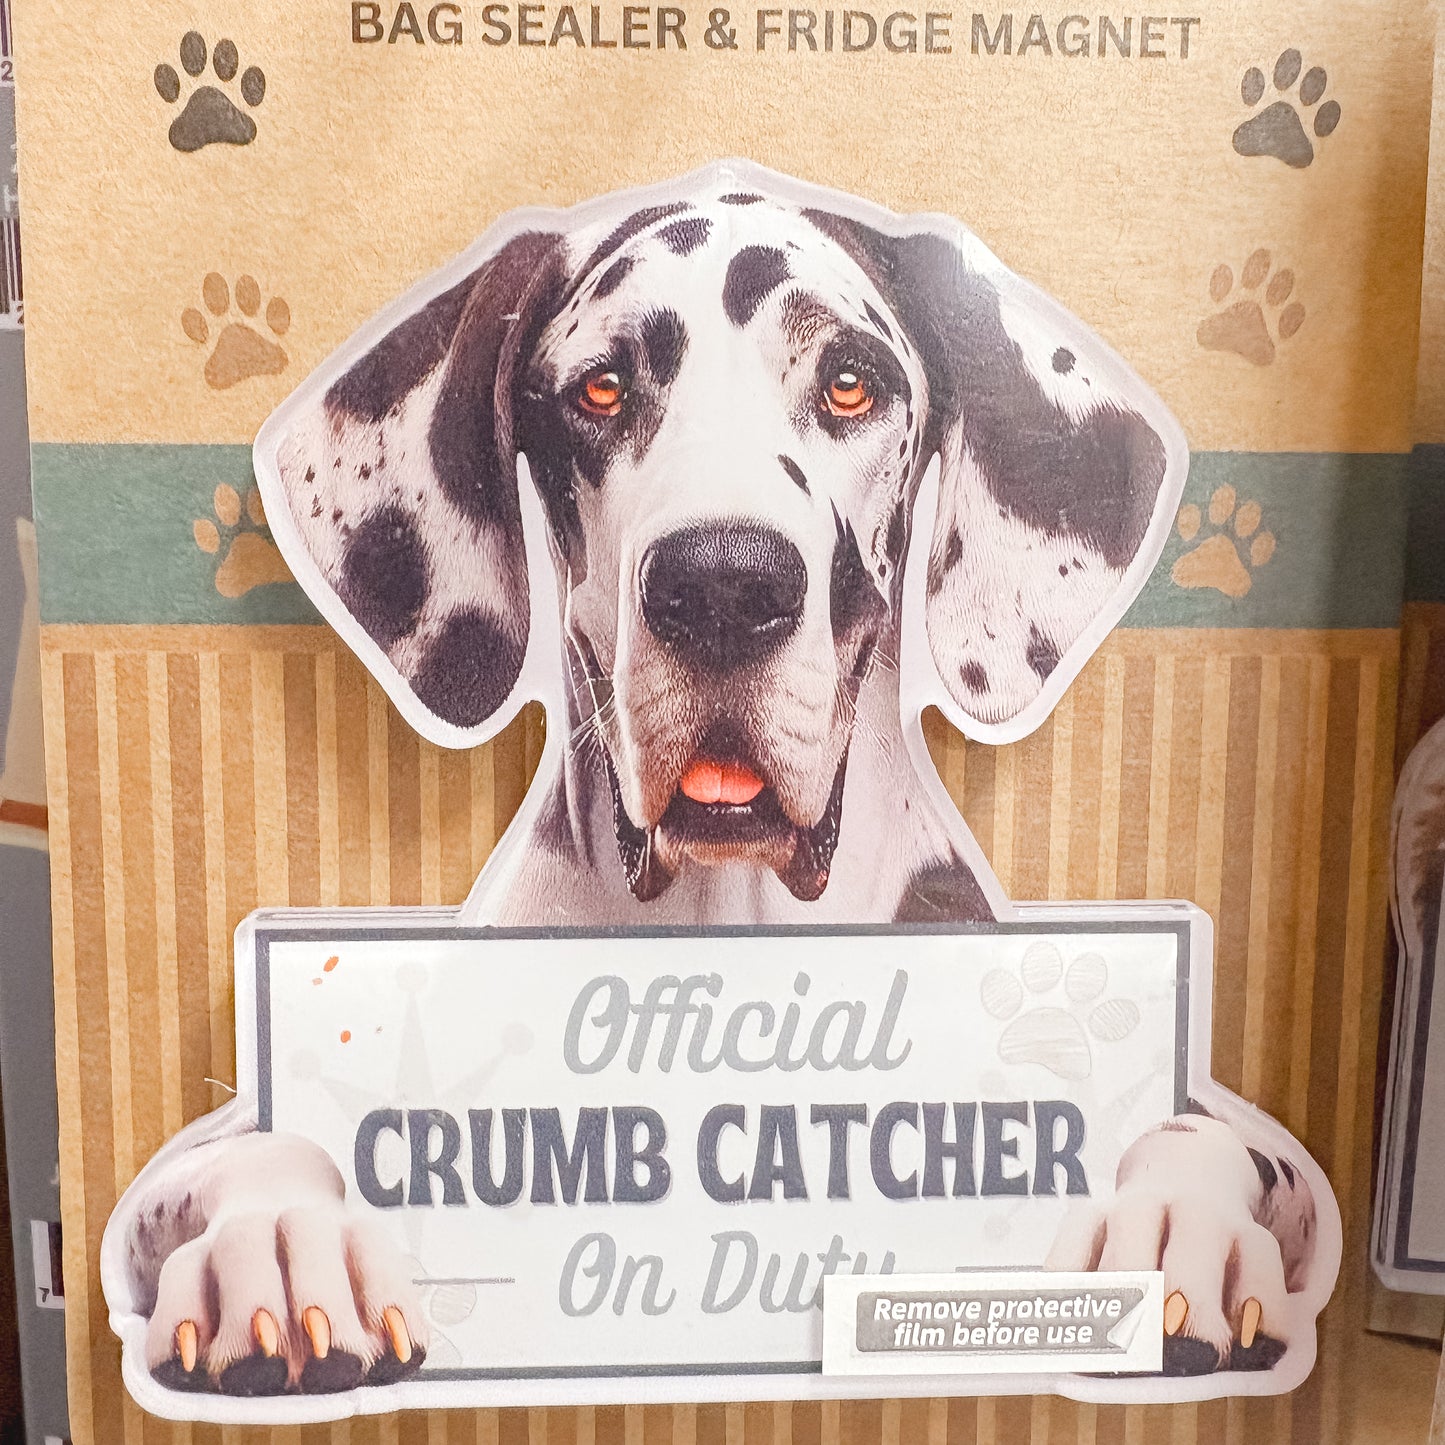 BAG SEALER & FRIDGE MAGNET
Official
CRUMB CATCHER
On Duty
Remove protective
film before use